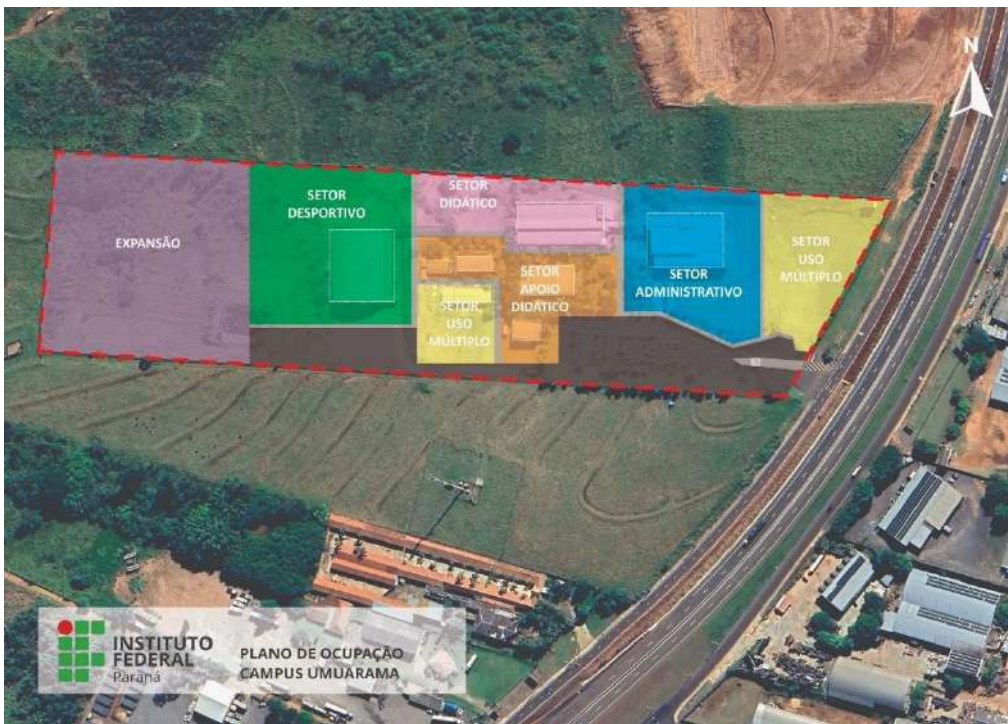 N
EXPANSÃO
SETOR
DESPORTIVO
SETOR
DIDÁTICO
SETOR
APOIO
DIDÁTICO
SETOR
USO
MÚLTIPLO
SETOR
ADMINISTRATIVO
SETOR
USO
MÚLTIPLO
INSTITUTO
FEDERAL
Paraná
PLANO DE OCUPAÇÃO
CAMPUS UMUARAMA